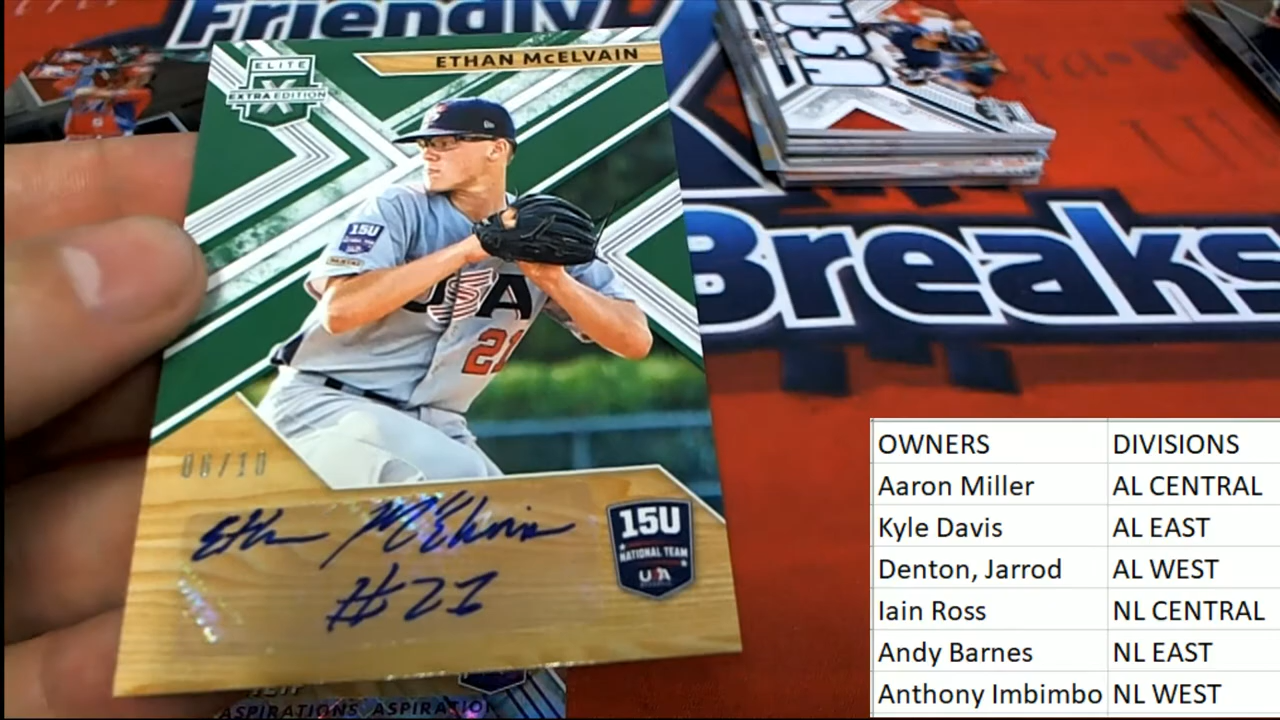 Friendly
ETHAN McELVAIN
ELITE
X
EXTRA EDITION
USA
15U
USA
21
Breaks
06/10
Ethan McElvain
#21
15U
NATIONAL TEAM
USA
ASPIRATIONS ASPIRATION
OWNERS DIVISIONS
Aaron Miller AL CENTRAL
Kyle Davis AL EAST
Denton, Jarrod AL WEST
Iain Ross NL CENTRAL
Andy Barnes NL EAST
Anthony Imbimbo NL WEST